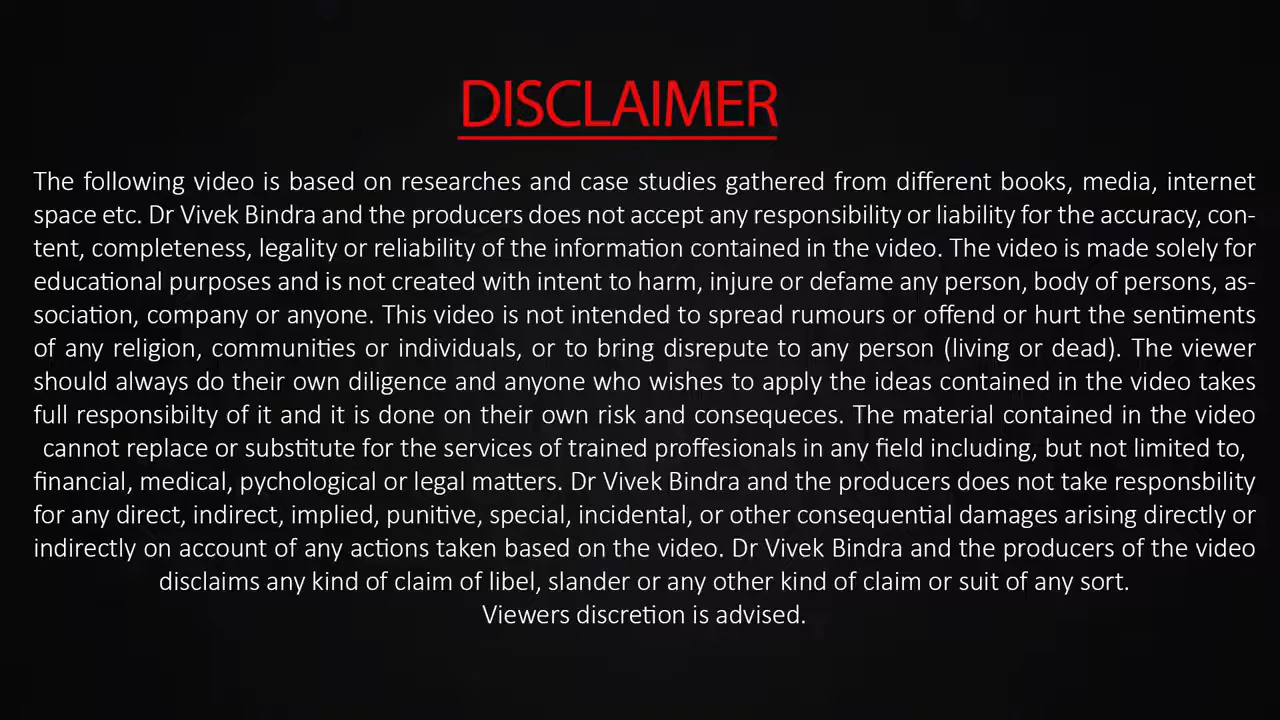 DISCLAIMER
The following video is based on researches and case studies gathered from different books, media, internet
space etc. Dr Vivek Bindra and the producers does not accept any responsibility or liability for the accuracy, con-
tent, completeness, legality or reliability of the information contained in the video. The video is made solely for
educational purposes and is not created with intent to harm, injure or defame any person, body of persons, as-
sociation, company or anyone. This video is not intended to spread rumours or offend or hurt the sentiments
of any religion, communities or individuals, or to bring disrepute to any person (living or dead). The viewer
should always do their own diligence and anyone who wishes to apply the ideas contained in the video takes
full responsibilty of it and it is done on their own risk and consequeces. The material contained in the video
cannot replace or substitute for the services of trained proffesionals in any field including, but not limited to,
financial, medical, pychological or legal matters. Dr Vivek Bindra and the producers does not take responsbility
for any direct, indirect, implied, punitive, special, incidental, or other consequential damages arising directly or
indirectly on account of any actions taken based on the video. Dr Vivek Bindra and the producers of the video
disclaims any kind of claim of libel, slander or any other kind of claim or suit of any sort.
Viewers discretion is advised.